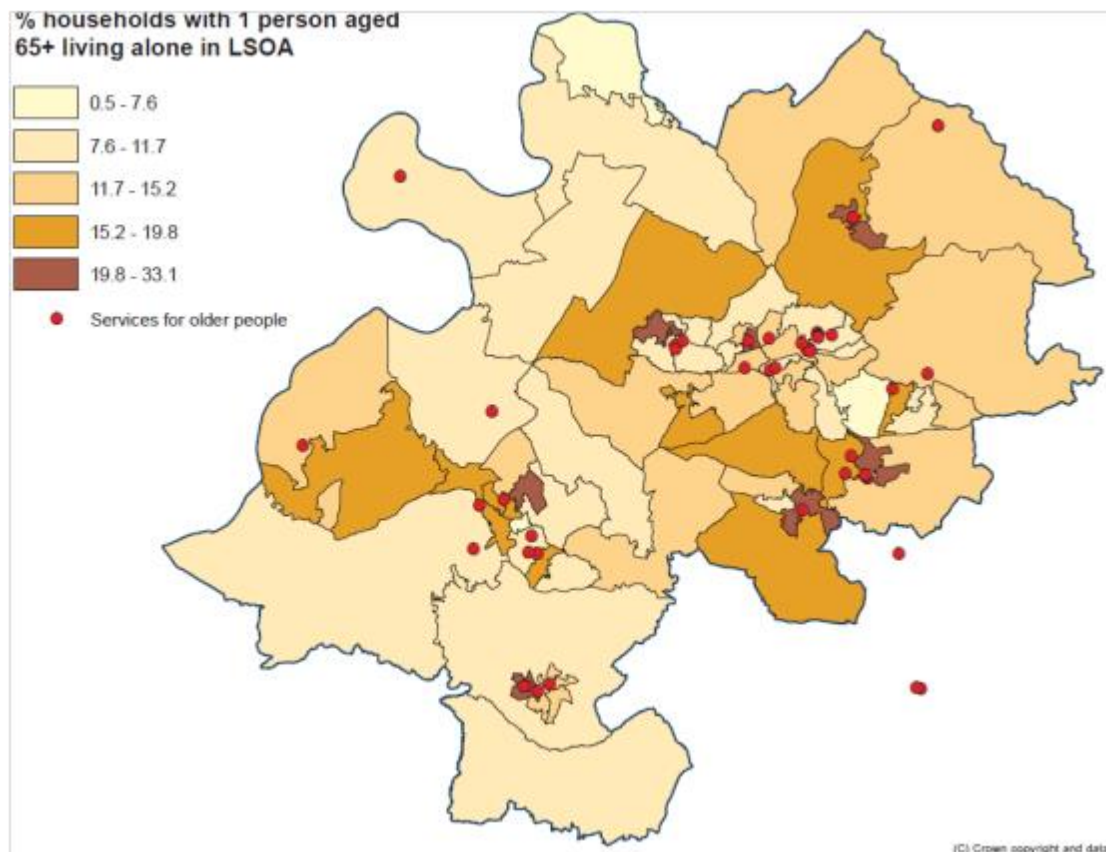 % households with 1 person aged
65+ living alone in LSOA
0.5 - 7.6
7.6 - 11.7
11.7 - 15.2
15.2 - 19.8
19.8 - 33.1
Services for older people
(C) Crown copyright and data